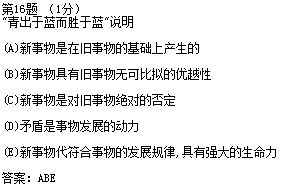 第16题 （1分）
“青出于蓝而胜于蓝”说明
(A)新事物是在旧事物的基础上产生的
(B)新事物具有旧事物无可比拟的优越性
(C)新事物是对旧事物绝对的否定
(D)矛盾是事物发展的动力
(E)新事物代符合事物的发展规律,具有强大的生命力
答案：ABE